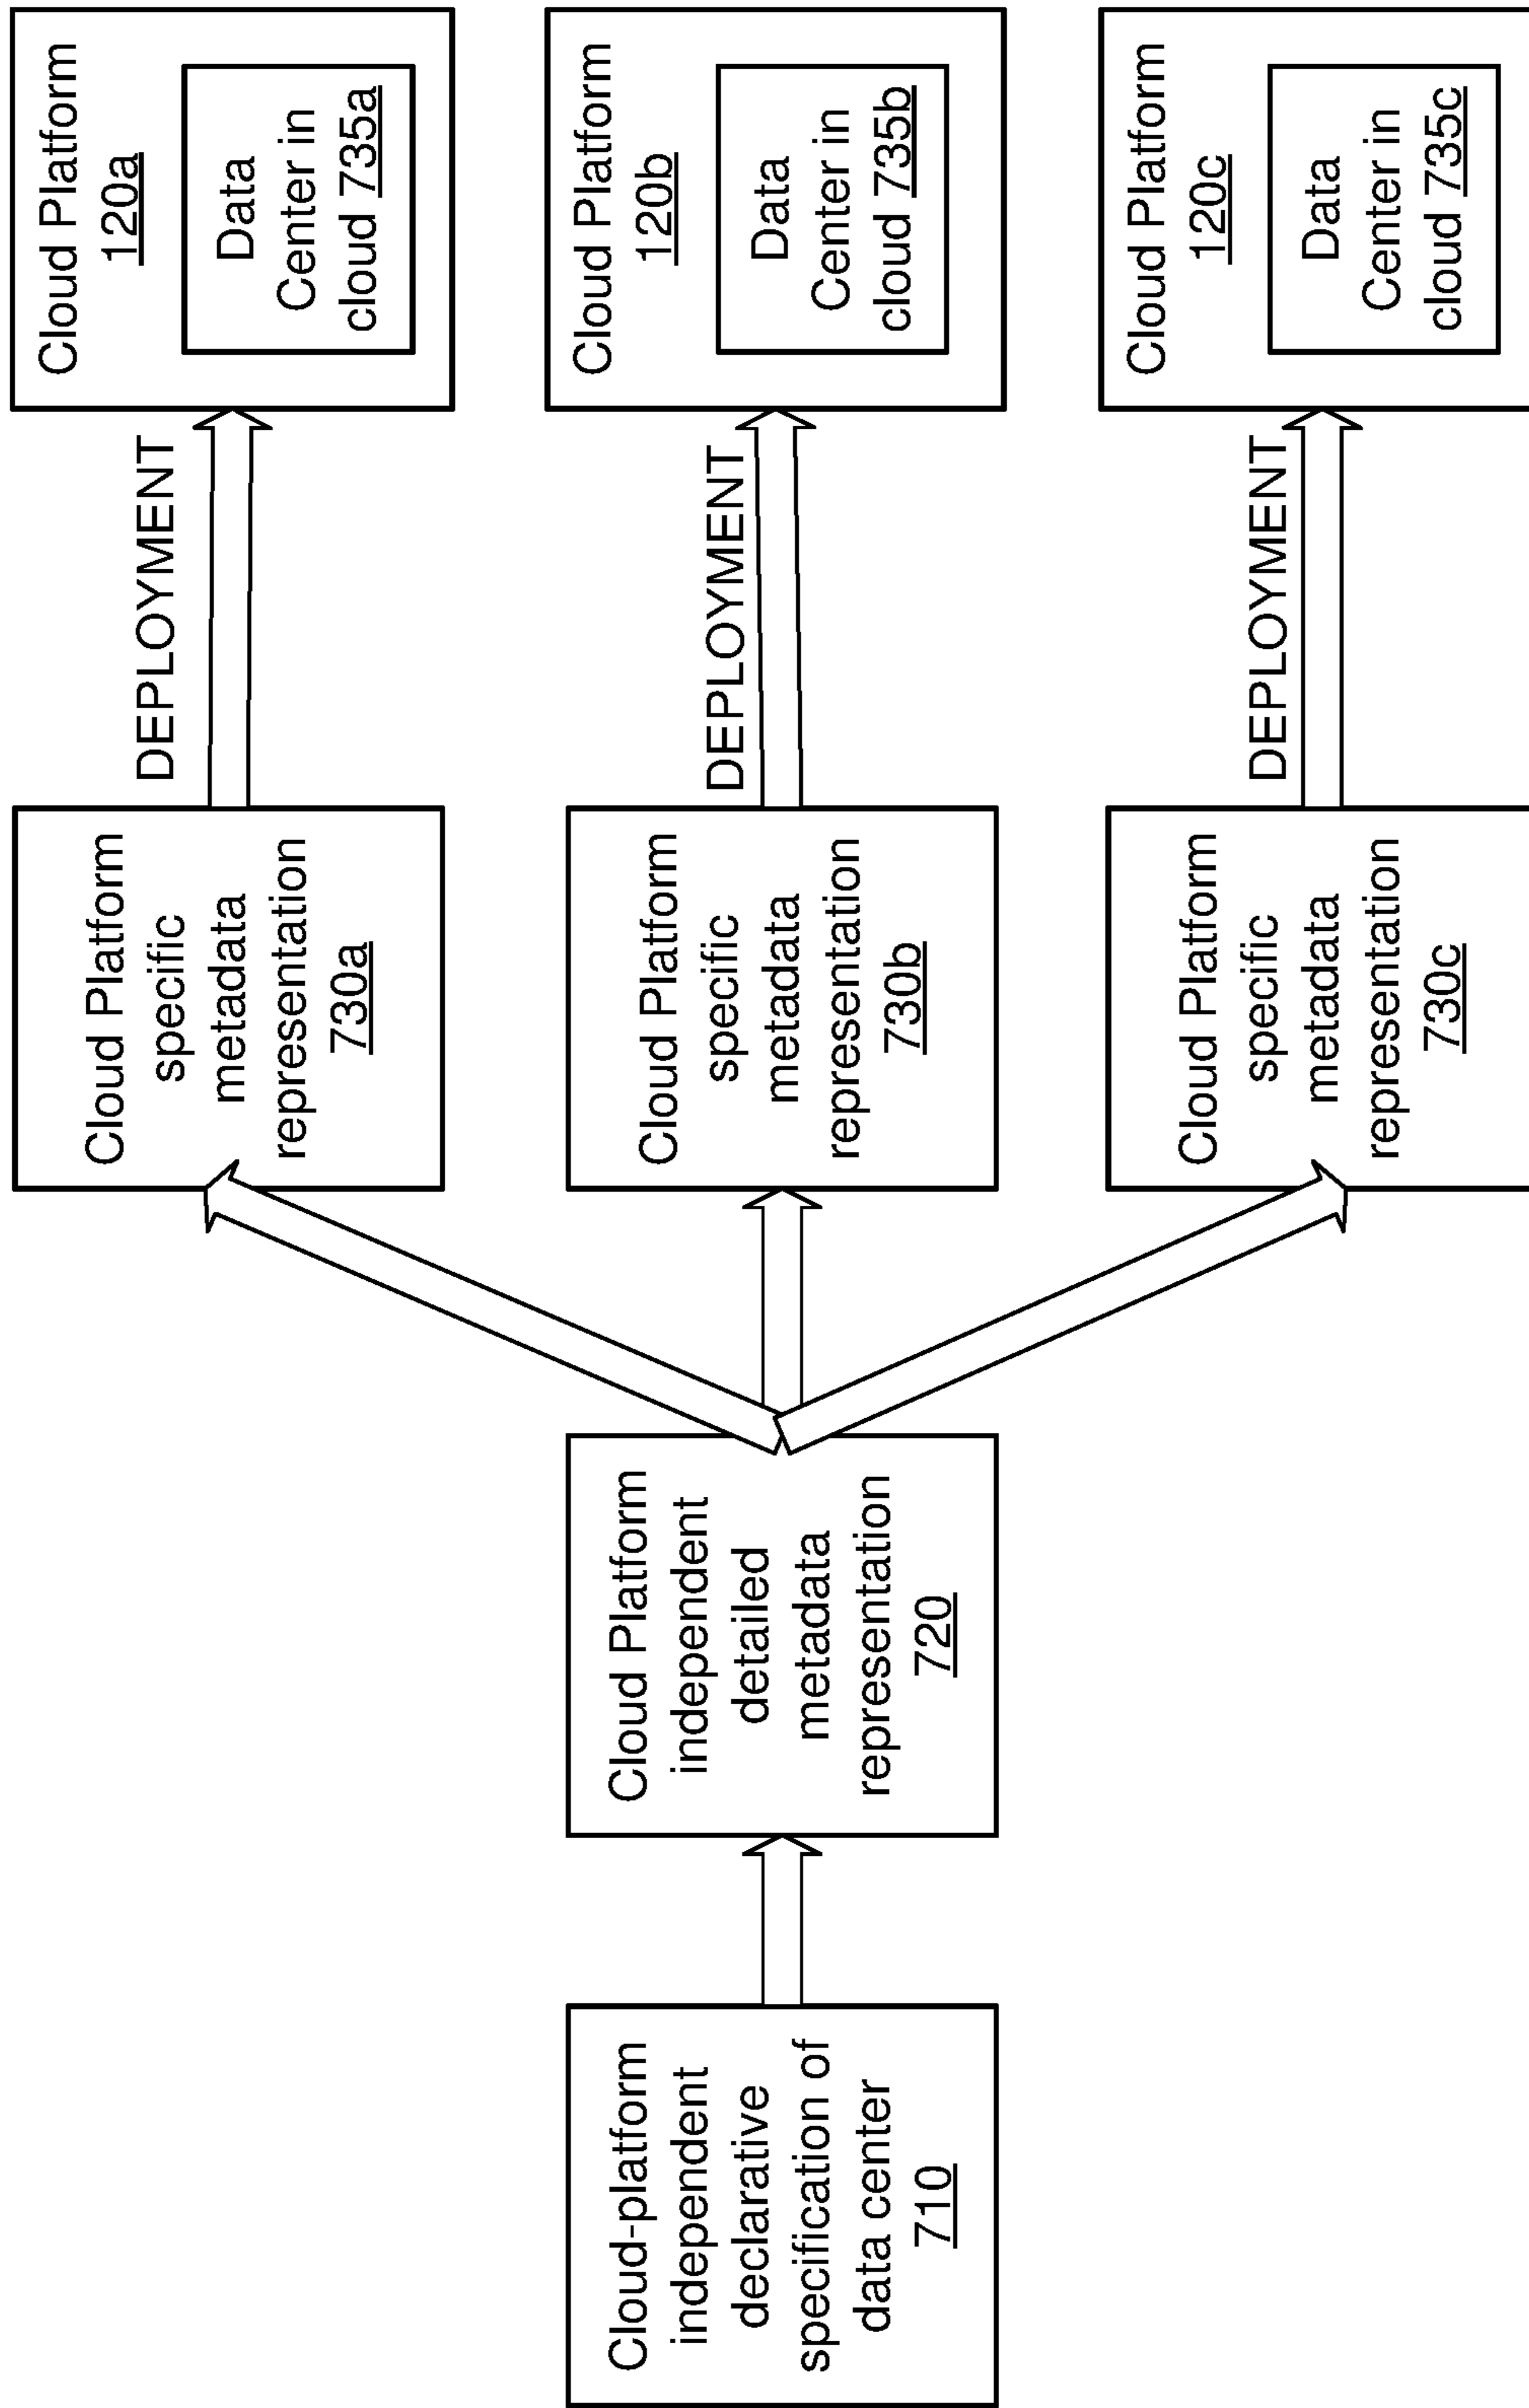 Cloud-platform
independent
declarative
specification of
data center
710
Cloud Platform
independent
detailed
metadata
representation
720
Cloud Platform
specific
metadata
representation
730a
DEPLOYMENT
Cloud Platform
120a
Data
Center in
cloud 735a
Cloud Platform
specific
metadata
representation
730b
DEPLOYMENT
Cloud Platform
120b
Data
Center in
cloud 735b
Cloud Platform
specific
metadata
representation
730c
DEPLOYMENT
Cloud Platform
120c
Data
Center in
cloud 735c